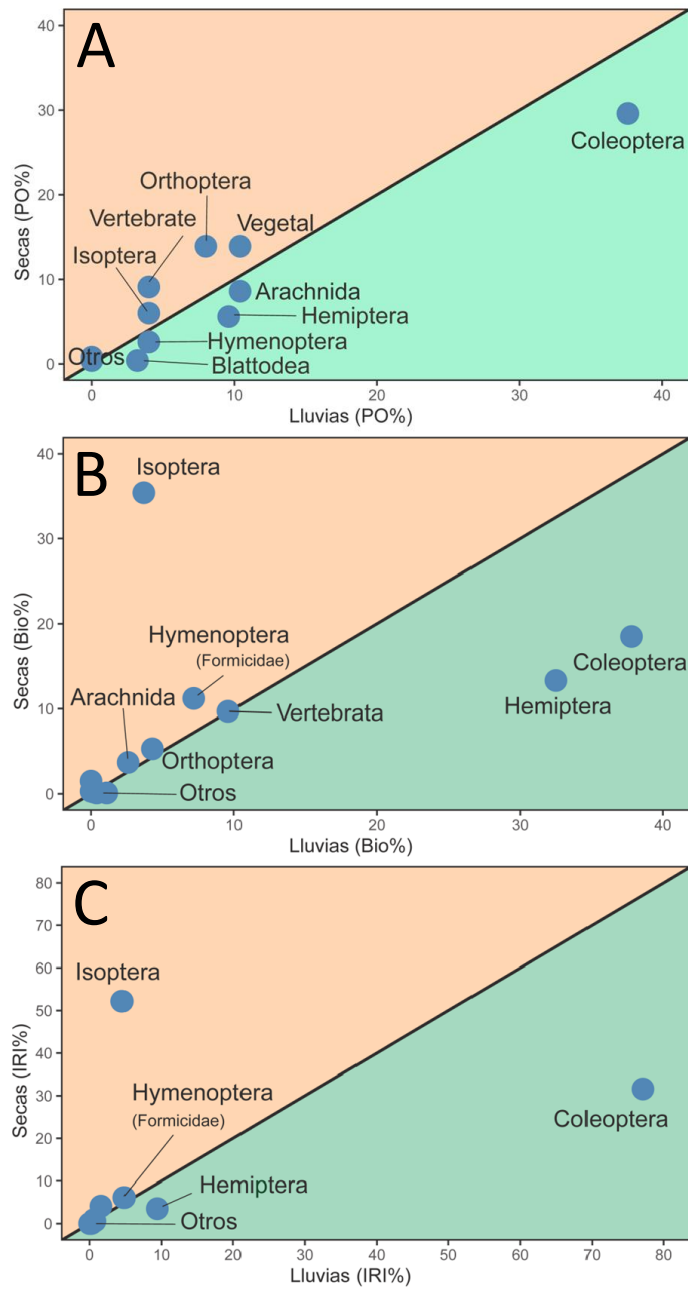 A
40
30
20
10
0
Secas (PO%)
Coleoptera
Orthoptera
Vertebrate
Vegetal
Isoptera
Arachnida
Hemiptera
Hymenoptera
Otros
Blattodea
0 10 20 30 40
Lluvias (PO%)
B
40
30
20
10
0
Secas (Bio%)
Isoptera
Hymenoptera
(Formicidae)
Coleoptera
Arachnida
Hemiptera
Vertebrata
Orthoptera
Otros
0 10 20 30 40
Lluvias (Bio%)
C
80
70
60
50
40
30
20
10
0
Secas (IRI%)
Isoptera
Hymenoptera
(Formicidae)
Coleoptera
Hemiptera
Otros
0 10 20 30 40 50 60 70 80
Lluvias (IRI%)